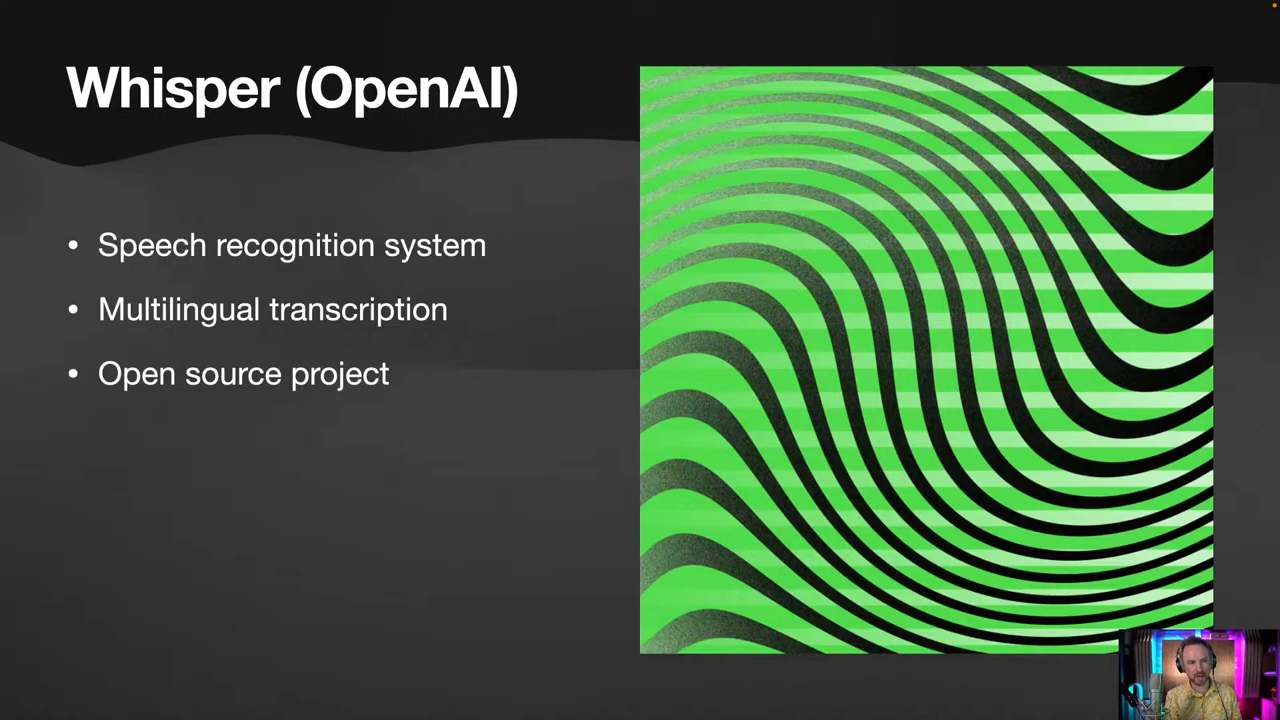 Whisper (OpenAI)
• Speech recognition system
• Multilingual transcription
• Open source project